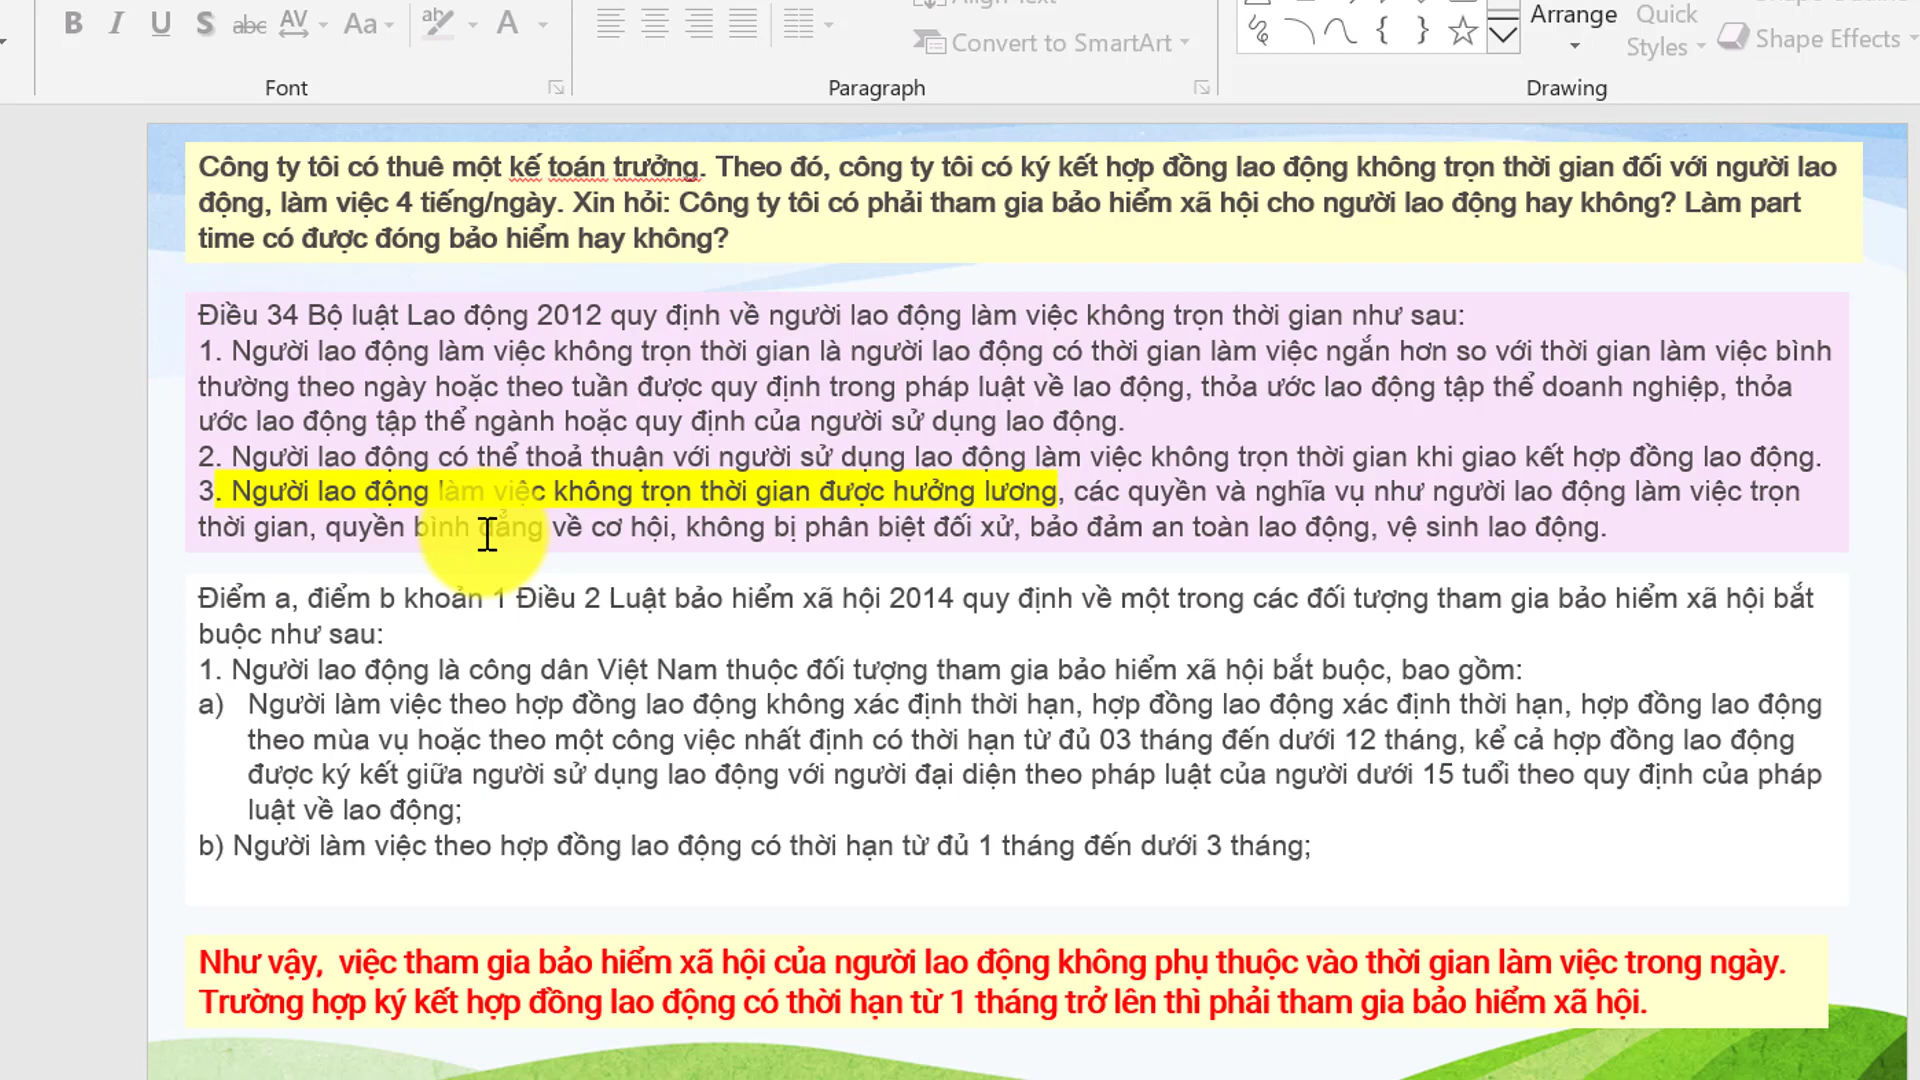 B I U S abc AV Aa ab A
Align Text
Convert to SmartArt
Arrange
Quick
Styles
Shape Outline
Shape Effects
Font
Paragraph
Drawing
Công ty tôi có thuê một kế toán trưởng. Theo đó, công ty tôi có ký kết hợp đồng lao động không trọn thời gian đối với người lao
động, làm việc 4 tiếng/ngày. Xin hỏi: Công ty tôi có phải tham gia bảo hiểm xã hội cho người lao động hay không? Làm part
time có được đóng bảo hiểm hay không?
Điều 34 Bộ luật Lao động 2012 quy định về người lao động làm việc không trọn thời gian như sau:
1. Người lao động làm việc không trọn thời gian là người lao động có thời gian làm việc ngắn hơn so với thời gian làm việc bình
thường theo ngày hoặc theo tuần được quy định trong pháp luật về lao động, thỏa ước lao động tập thể doanh nghiệp, thỏa
ước lao động tập thể ngành hoặc quy định của người sử dụng lao động.
2. Người lao động có thể thoả thuận với người sử dụng lao động làm việc không trọn thời gian khi giao kết hợp đồng lao động.
3. Người lao động làm việc không trọn thời gian được hưởng lương, các quyền và nghĩa vụ như người lao động làm việc trọn
thời gian, quyền bình đẳng về cơ hội, không bị phân biệt đối xử, bảo đảm an toàn lao động, vệ sinh lao động.
Điểm a, điểm b khoản 1 Điều 2 Luật bảo hiểm xã hội 2014 quy định về một trong các đối tượng tham gia bảo hiểm xã hội bắt
buộc như sau:
1. Người lao động là công dân Việt Nam thuộc đối tượng tham gia bảo hiểm xã hội bắt buộc, bao gồm:
a) Người làm việc theo hợp đồng lao động không xác định thời hạn, hợp đồng lao động xác định thời hạn, hợp đồng lao động
theo mùa vụ hoặc theo một công việc nhất định có thời hạn từ đủ 03 tháng đến dưới 12 tháng, kể cả hợp đồng lao động
được ký kết giữa người sử dụng lao động với người đại diện theo pháp luật của người dưới 15 tuổi theo quy định của pháp
luật về lao động;
b) Người làm việc theo hợp đồng lao động có thời hạn từ đủ 1 tháng đến dưới 3 tháng;
Như vậy, việc tham gia bảo hiểm xã hội của người lao động không phụ thuộc vào thời gian làm việc trong ngày.
Trường hợp ký kết hợp đồng lao động có thời hạn từ 1 tháng trở lên thì phải tham gia bảo hiểm xã hội.